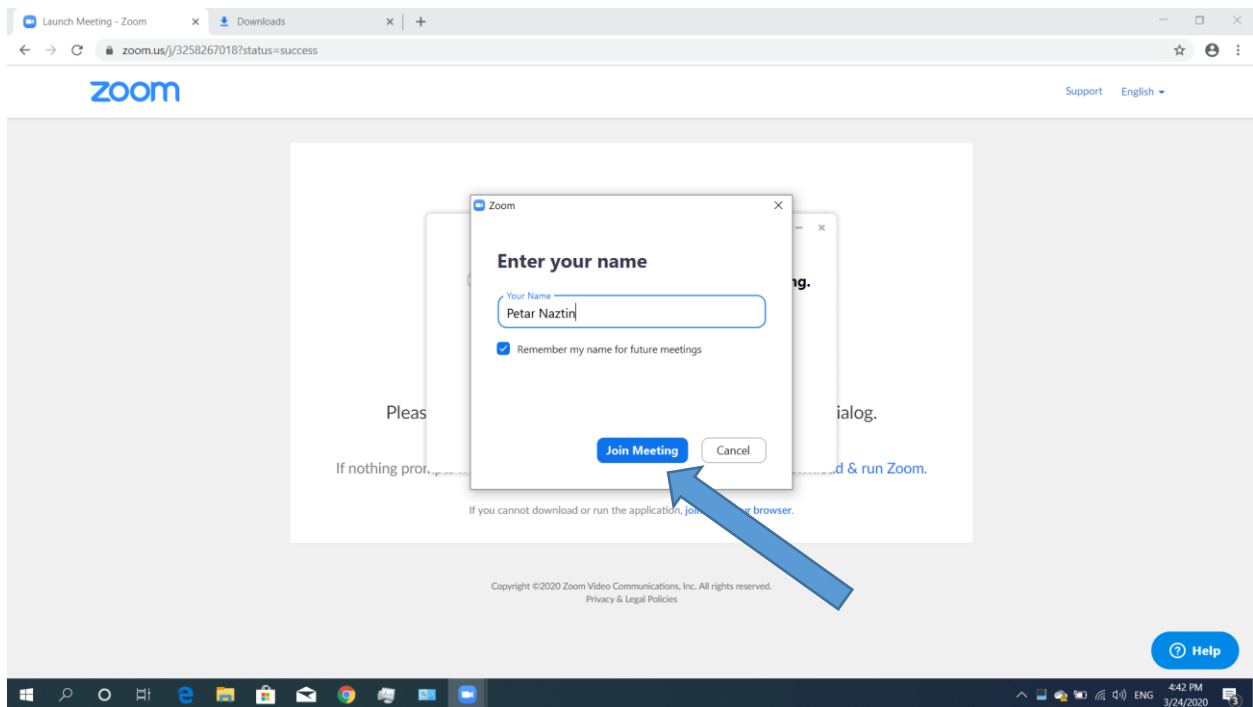 Launch Meeting - Zoom
Downloads
zoom.us/j/3258267018?status=success
zoom
Support English
Zoom
Enter your name
ng.
Your Name
Petar Naztin
Remember my name for future meetings
Pleas ialog.
Join Meeting Cancel
If nothing & run Zoom.
If you cannot download or run the application, browser.
Copyright ©2020 Zoom Video Communications, Inc. All rights reserved.
Privacy & Legal Policies
Help
ENG
4:42 PM
3/24/2020
3